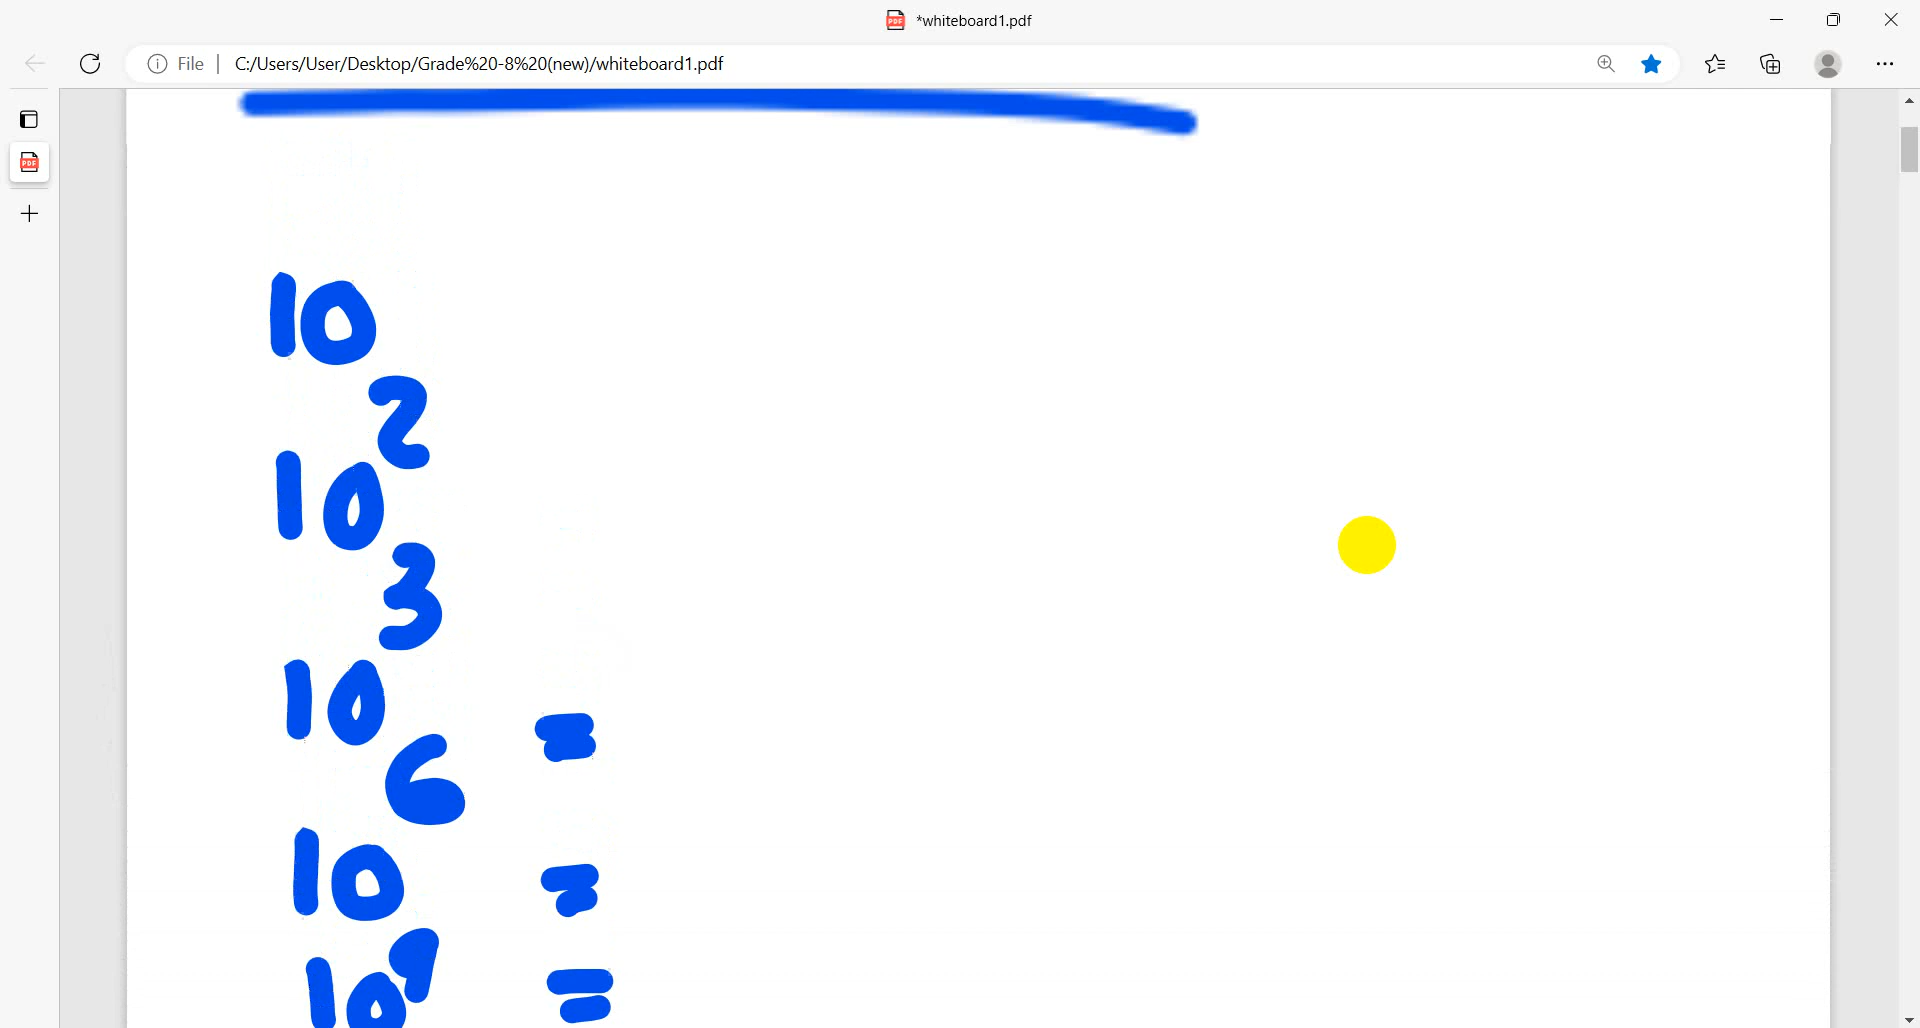 *whiteboard1.pdf
File | C:/Users/User/Desktop/Grade%20-8%20(new)/whiteboard1.pdf
10
10²
10³ =
10⁶ =
10⁹ =